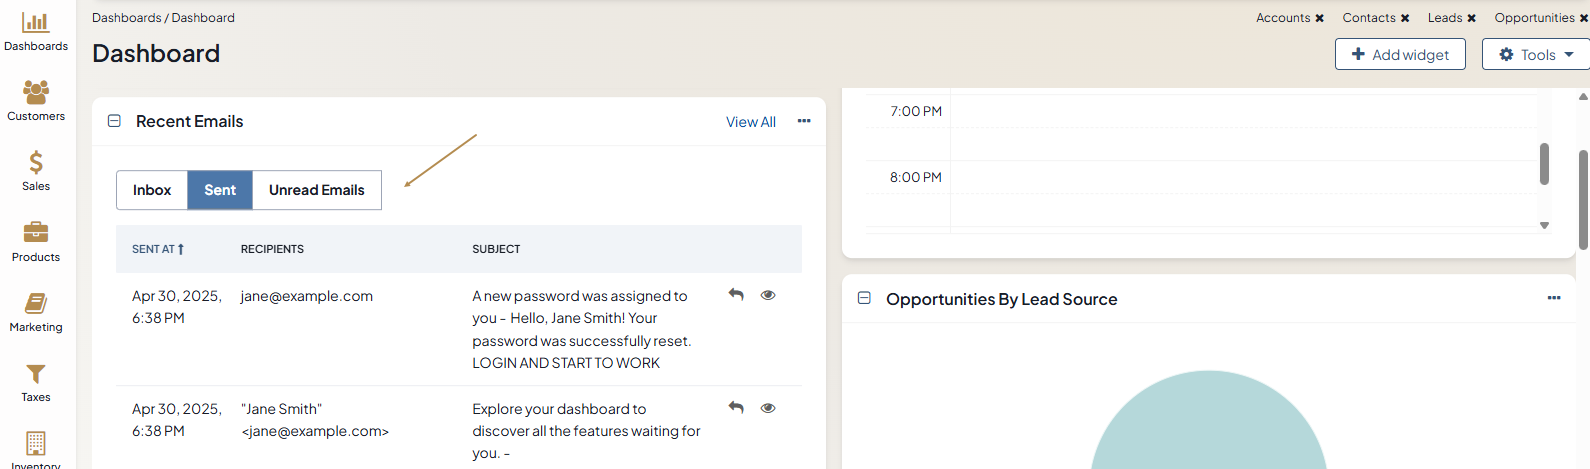 Dashboards
Customers
Sales
Products
Marketing
Taxes
Inventory
Dashboards / Dashboard
Accounts ✖ Contacts ✖ Leads ✖ Opportunities ✖
Dashboard
Add widget
Tools
Recent Emails
View All
Inbox Sent Unread Emails
SENT AT RECIPIENTS SUBJECT
Apr 30, 2025,
6:38 PM
jane@example.com
A new password was assigned to
you - Hello, Jane Smith! Your
password was successfully reset.
LOGIN AND START TO WORK
Apr 30, 2025,
6:38 PM
"Jane Smith"
<jane@example.com>
Explore your dashboard to
discover all the features waiting for
you. -
7:00 PM
8:00 PM
Opportunities By Lead Source